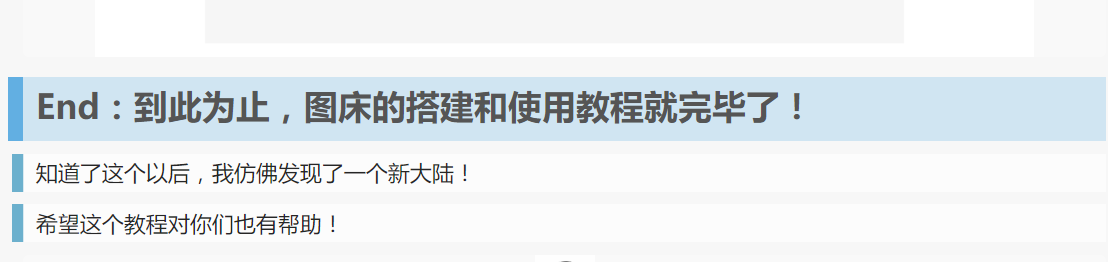 End：到此为止，图床的搭建和使用教程就完毕了！
知道了这个以后，我仿佛发现了一个新大陆！
希望这个教程对你们也有帮助！